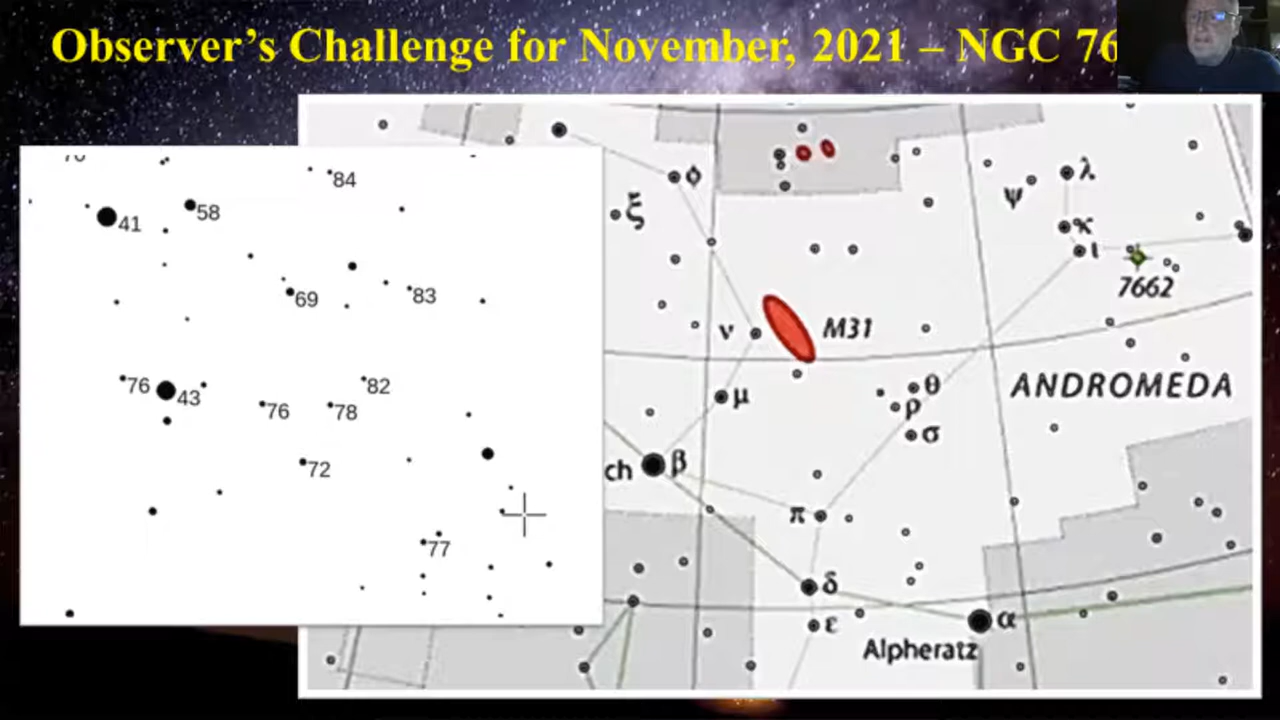 Observer's Challenge for November, 2021 – NGC 76
84
41
58
69
83
76
43
76
78
82
72
77
ϕ
ξ
ψ
λ
κ
ι
7662
ν
M31
θ
ANDROMEDA
μ
ρ
σ
ch
β
π
δ
ε
α
Alpheratz